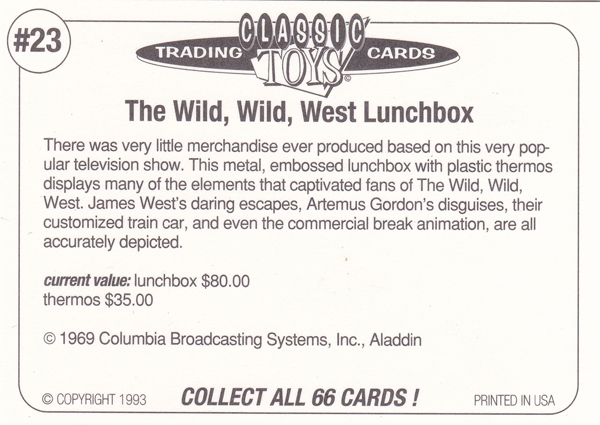 #23
CLASSIC
TRADING CARDS
TOYS©
The Wild, Wild, West Lunchbox
There was very little merchandise ever produced based on this very pop-
ular television show. This metal, embossed lunchbox with plastic thermos
displays many of the elements that captivated fans of The Wild, Wild,
West. James West's daring escapes, Artemus Gordon's disguises, their
customized train car, and even the commercial break animation, are all
accurately depicted.
current value: lunchbox $80.00
thermos $35.00
© 1969 Columbia Broadcasting Systems, Inc., Aladdin
© COPYRIGHT 1993 COLLECT ALL 66 CARDS ! PRINTED IN USA